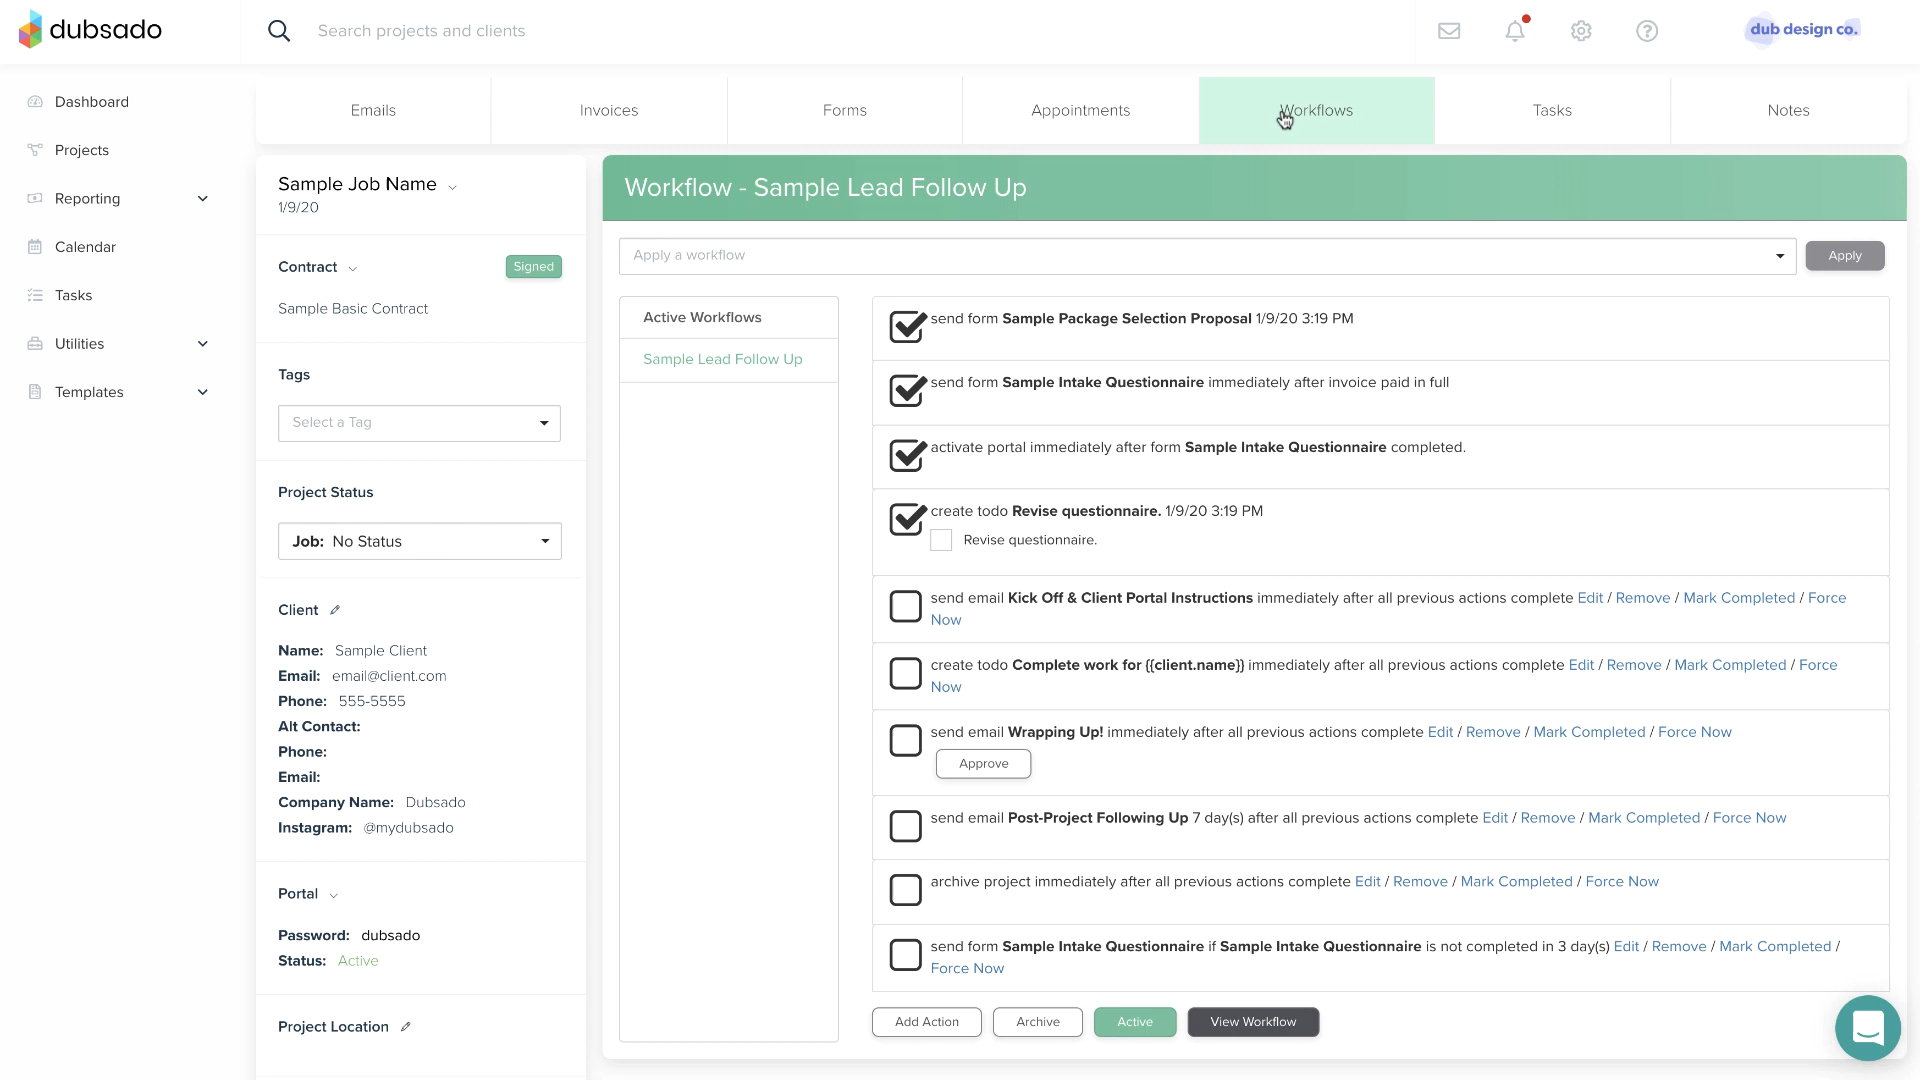 dubsado
Search projects and clients
dub design co.
Dashboard
Projects
Reporting
Calendar
Tasks
Utilities
Templates
Emails
Invoices
Forms
Appointments
Workflows
Tasks
Notes
Sample Job Name
1/9/20
Contract
Signed
Sample Basic Contract
Tags
Select a Tag
Project Status
Job: No Status
Client
Name: Sample Client
Email: email@client.com
Phone: 555-5555
Alt Contact:
Phone:
Email:
Company Name: Dubsado
Instagram: @mydubsado
Portal
Password: dubsado
Status: Active
Project Location
Workflow - Sample Lead Follow Up
Apply a workflow
Apply
Active Workflows
Sample Lead Follow Up
send form Sample Package Selection Proposal 1/9/20 3:19 PM
send form Sample Intake Questionnaire immediately after invoice paid in full
activate portal immediately after form Sample Intake Questionnaire completed.
create todo Revise questionnaire. 1/9/20 3:19 PM
Revise questionnaire.
send email Kick Off & Client Portal Instructions immediately after all previous actions complete Edit / Remove / Mark Completed / Force
Now
create todo Complete work for {{client.name}} immediately after all previous actions complete Edit / Remove / Mark Completed / Force
Now
send email Wrapping Up! immediately after all previous actions complete Edit / Remove / Mark Completed / Force Now
Approve
send email Post-Project Following Up 7 day(s) after all previous actions complete Edit / Remove / Mark Completed / Force Now
archive project immediately after all previous actions complete Edit / Remove / Mark Completed / Force Now
send form Sample Intake Questionnaire if Sample Intake Questionnaire is not completed in 3 day(s) Edit / Remove / Mark Completed /
Force Now
Add Action
Archive
Active
View Workflow